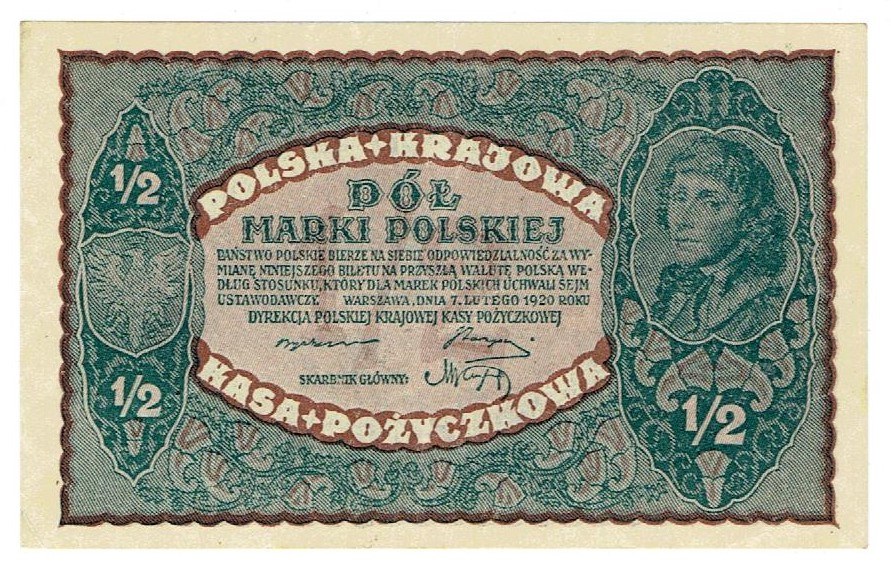 POLSKA+KRAJOWA
PÓŁ
MARKI POLSKIEJ
PAŃSTWO POLSKIE BIERZE NA SIEBIE ODPOWIEDZIALNOŚĆ ZA WY-
MIANĘ NINIEJSZEGO BILETU NA PRZYSZŁĄ WALUTĘ POLSKĄ WE-
DŁUG STOSUNKU, KTÓRY DLA MAREK POLSKICH UCHWALI SEJM
USTAWODAWCZY. WARSZAWA, DNIA 7. LUTEGO 1920 ROKU
DYREKCJA POLSKIEJ KRAJOWEJ KASY POŻYCZKOWEJ
SKARBNIK GŁÓWNY:
KASA+POŻYCZKOWA
1/2
1/2
1/2